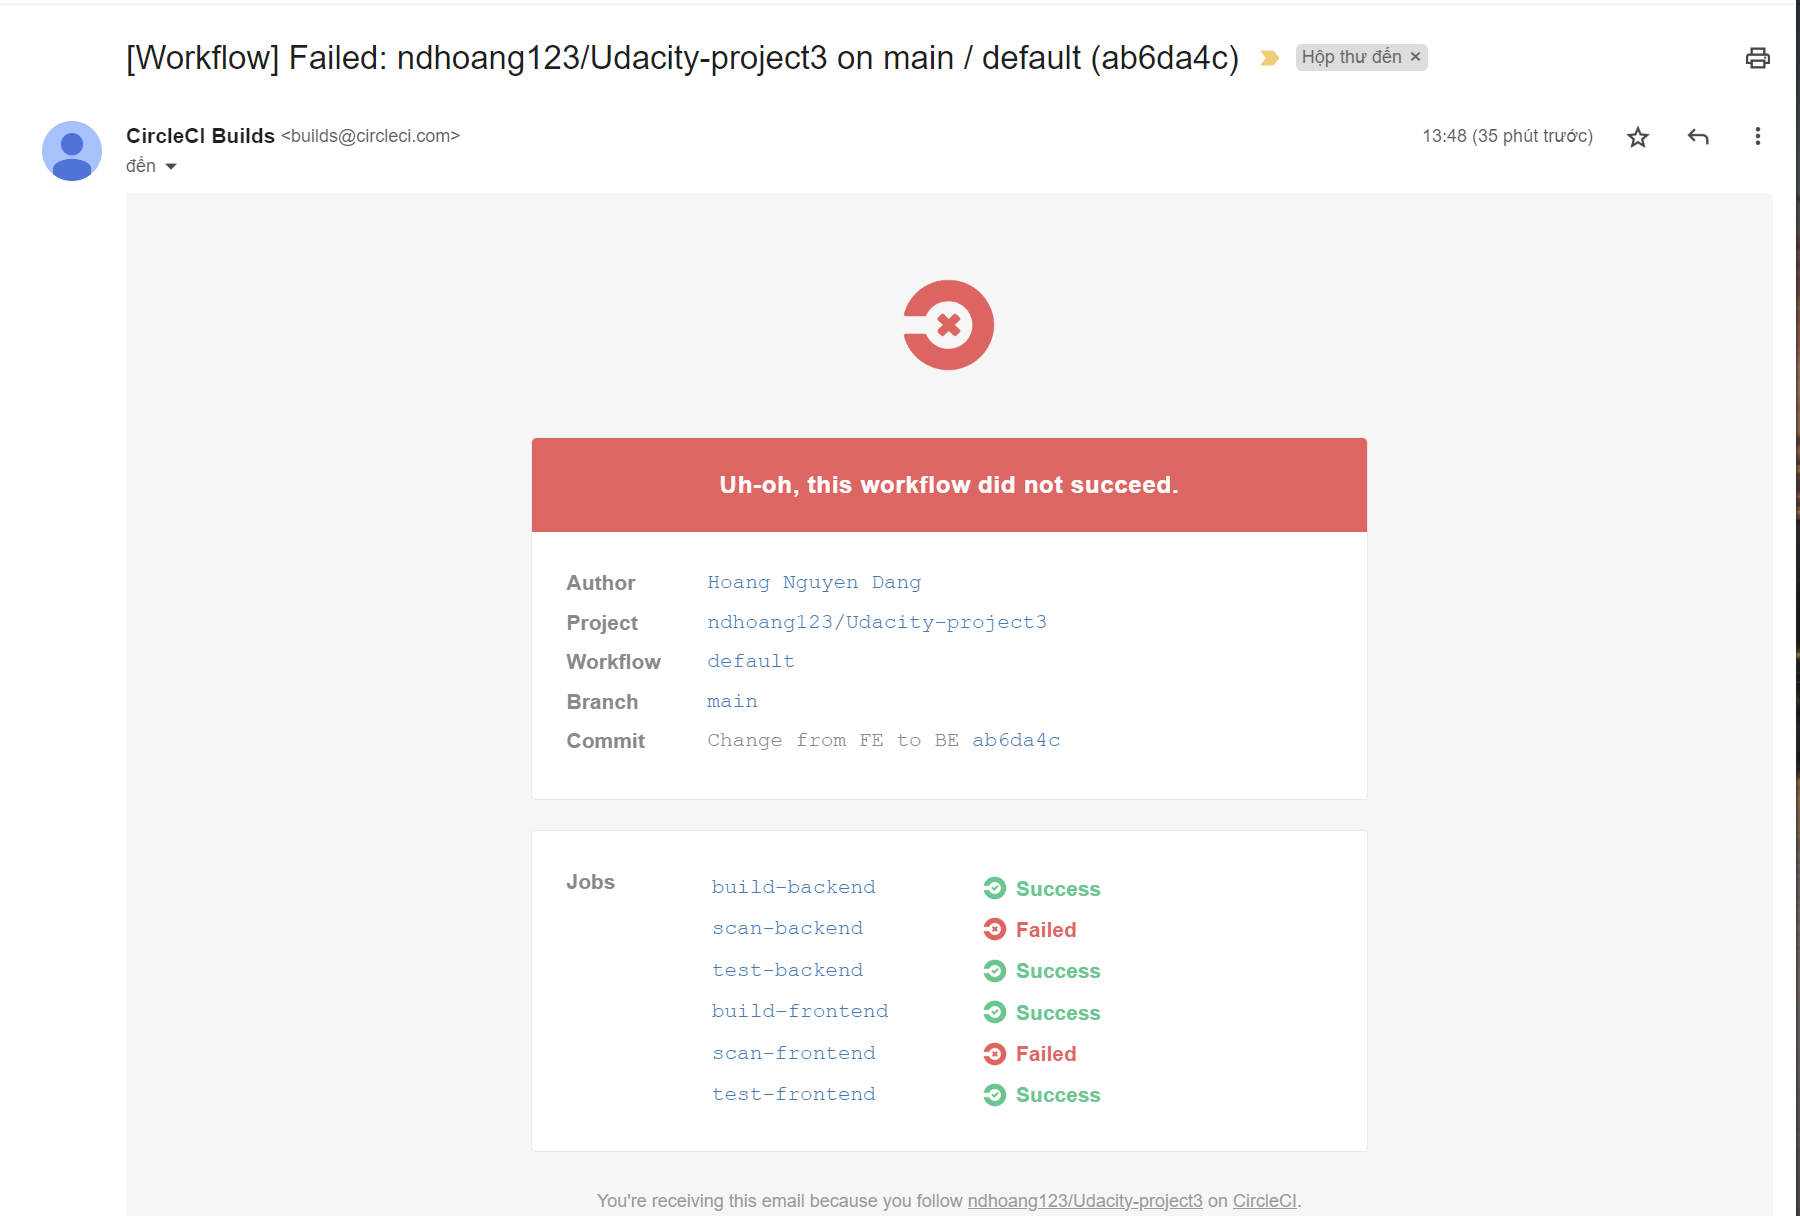 [Workflow] Failed: ndhoang123/Udacity-project3 on main / default (ab6da4c) Hộp thư đến ×
CircleCI Builds <builds@circleci.com> 13:48 (35 phút trước)
đến
Uh-oh, this workflow did not succeed.
Author Hoang Nguyen Dang
Project ndhoang123/Udacity-project3
Workflow default
Branch main
Commit Change from FE to BE ab6da4c
Jobs build-backend Success
scan-backend Failed
test-backend Success
build-frontend Success
scan-frontend Failed
test-frontend Success
You're receiving this email because you follow ndhoang123/Udacity-project3 on CircleCI.